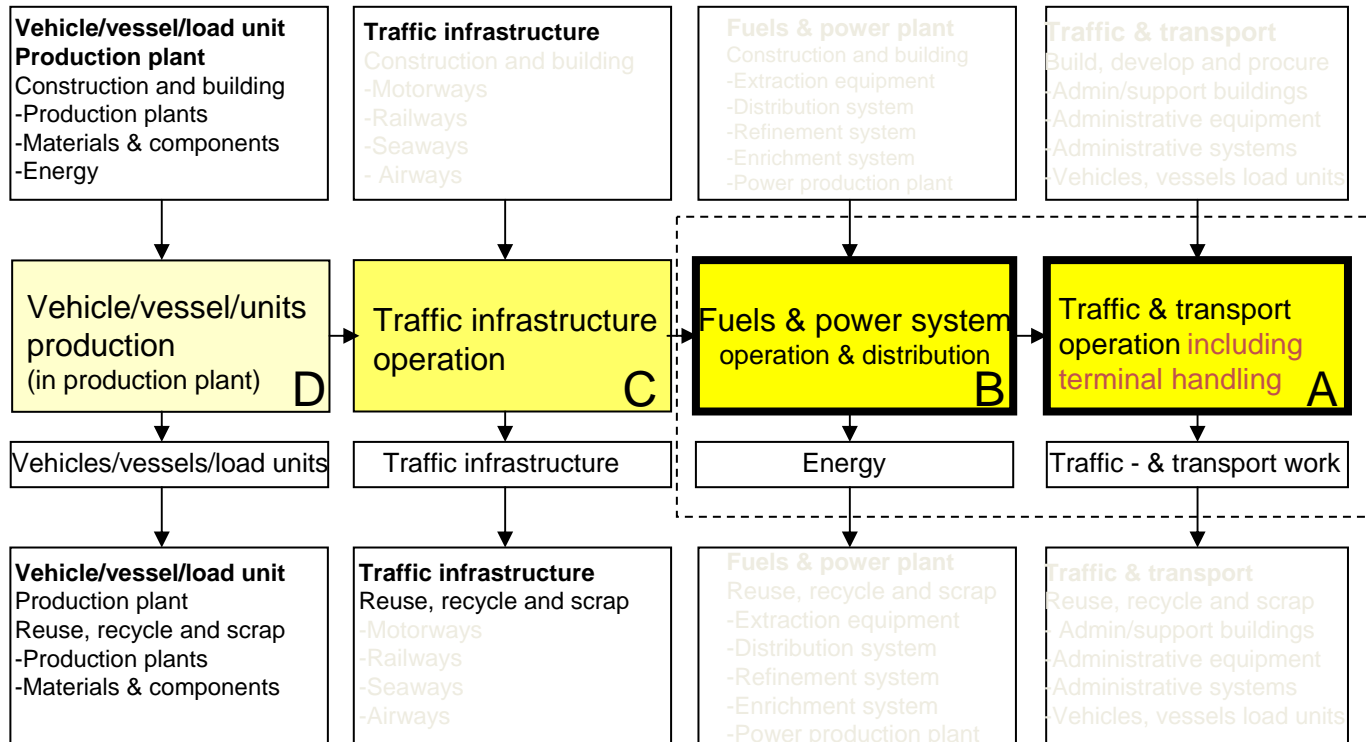 Vehicle/vessel/load unit
Production plant
Construction and building
-Production plants
-Materials & components
-Energy
Traffic infrastructure
Construction and building
-Motorways
-Railways
-Seaways
- Airways
Fuels & power plant
Construction and building
-Extraction equipment
-Distribution system
-Refinement system
-Enrichment system
-Power production plant
Traffic & transport
Build, develop and procure
-Admin/support buildings
-Administrative equipment
-Administrative systems
-Vehicles, vessels load units
Vehicle/vessel/units
production
(in production plant)
D
Traffic infrastructure
operation
C
Fuels & power system
operation & distribution
B
Traffic & transport
operation including
terminal handling
A
Vehicles/vessels/load units
Traffic infrastructure
Energy
Traffic - & transport work
Vehicle/vessel/load unit
Production plant
Reuse, recycle and scrap
-Production plants
-Materials & components
Traffic infrastructure
Reuse, recycle and scrap
-Motorways
-Railways
-Seaways
-Airways
Fuels & power plant
Reuse, recycle and scrap
-Extraction equipment
-Distribution system
-Refinement system
-Enrichment system
-Power production plant
Traffic & transport
Reuse, recycle and scrap
- Admin/support buildings
-Administrative equipment
-Administrative systems
-Vehicles, vessels load units